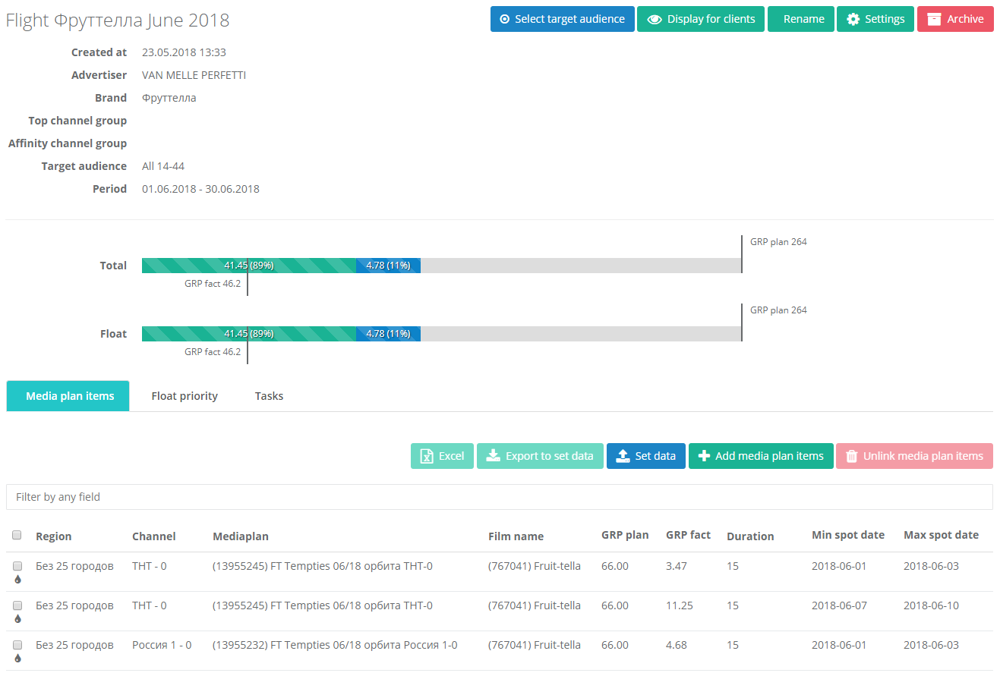 Flight Фруттелла June 2018
Select target audience Display for clients Rename Settings Archive
Created at 23.05.2018 13:33
Advertiser VAN MELLE PERFETTI
Brand Фруттелла
Top channel group
Affinity channel group
Target audience All 14-44
Period 01.06.2018 - 30.06.2018
GRP plan 264
Total 41.45 (89%) 4.78 (11%)
GRP fact 46.2
GRP plan 264
Float 41.45 (89%) 4.78 (11%)
GRP fact 46.2
Media plan items Float priority Tasks
Excel Export to set data Set data Add media plan items Unlink media plan items
Filter by any field
Region Channel Mediaplan Film name GRP plan GRP fact Duration Min spot date Max spot date
Без 25 городов ТНТ - 0 (13955245) FT Tempties 06/18 орбита ТНТ-0 (767041) Fruit-tella 66.00 3.47 15 2018-06-01 2018-06-03
Без 25 городов ТНТ - 0 (13955245) FT Tempties 06/18 орбита ТНТ-0 (767041) Fruit-tella 66.00 11.25 15 2018-06-07 2018-06-10
Без 25 городов Россия 1 - 0 (13955232) FT Tempties 06/18 орбита Россия 1-0 (767041) Fruit-tella 66.00 4.68 15 2018-06-01 2018-06-03